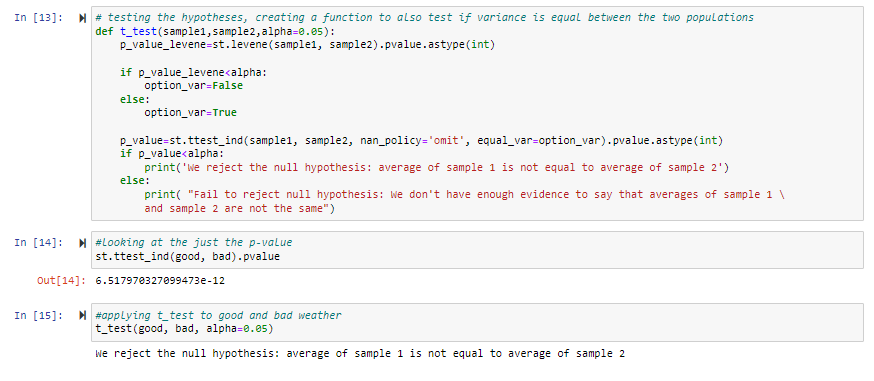 In [13]: # testing the hypotheses, creating a function to also test if variance is equal between the two populations
def t_test(sample1,sample2,alpha=0.05):
    p_value_levene=st.levene(sample1, sample2).pvalue.astype(int)

    if p_value_levene<alpha:
        option_var=False
    else:
        option_var=True

    p_value=st.ttest_ind(sample1, sample2, nan_policy='omit', equal_var=option_var).pvalue.astype(int)
    if p_value<alpha:
        print('We reject the null hypothesis: average of sample 1 is not equal to average of sample 2')
    else:
        print( "Fail to reject null hypothesis: We don't have enough evidence to say that averages of sample 1 \
        and sample 2 are not the same")
In [14]: #looking at the just the p-value
st.ttest_ind(good, bad).pvalue
Out[14]: 6.517970327099473e-12
In [15]: #applying t_test to good and bad weather
t_test(good, bad, alpha=0.05)
We reject the null hypothesis: average of sample 1 is not equal to average of sample 2